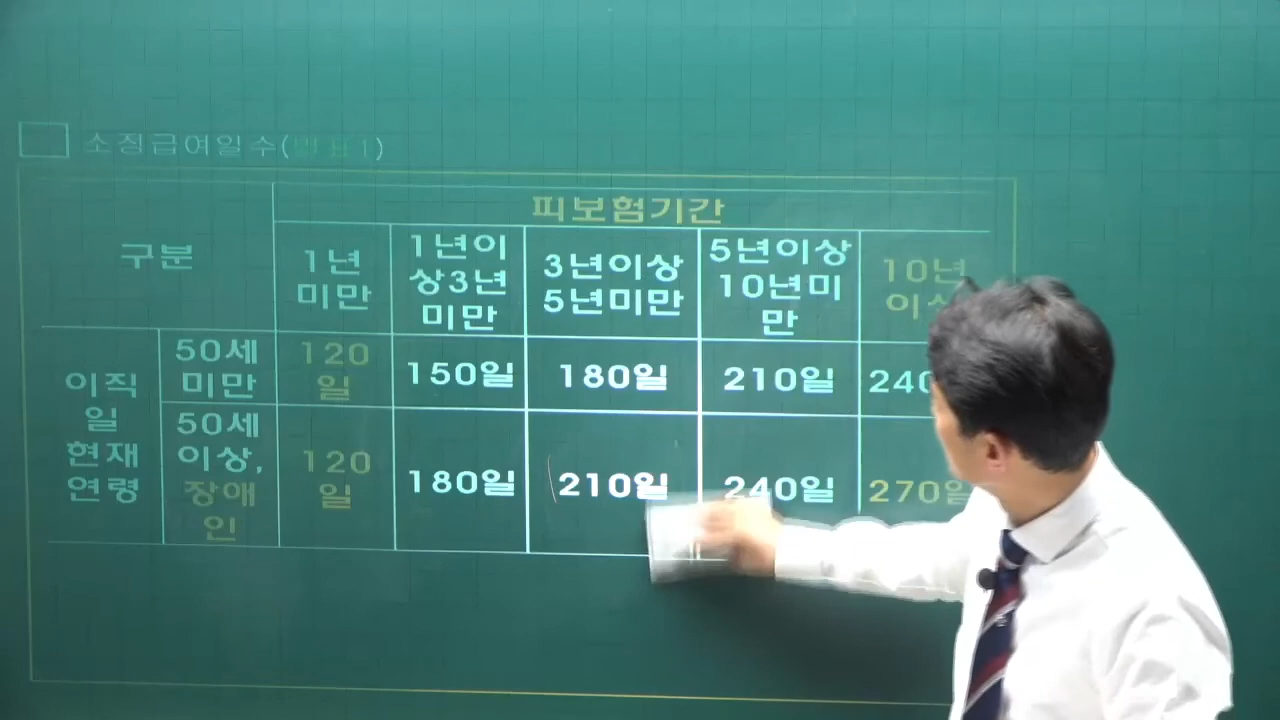 소정급여일수(별표1)
구분
피보험기간
1년
미만
1년이
상3년
미만
3년이상
5년미만
5년이상
10년미
만
10년
이상
이직
일
현재
연령
50세
미만
120
일
150일
180일
210일
240
50세
이상,
장애
인
120
일
180일
210일
240일
270일